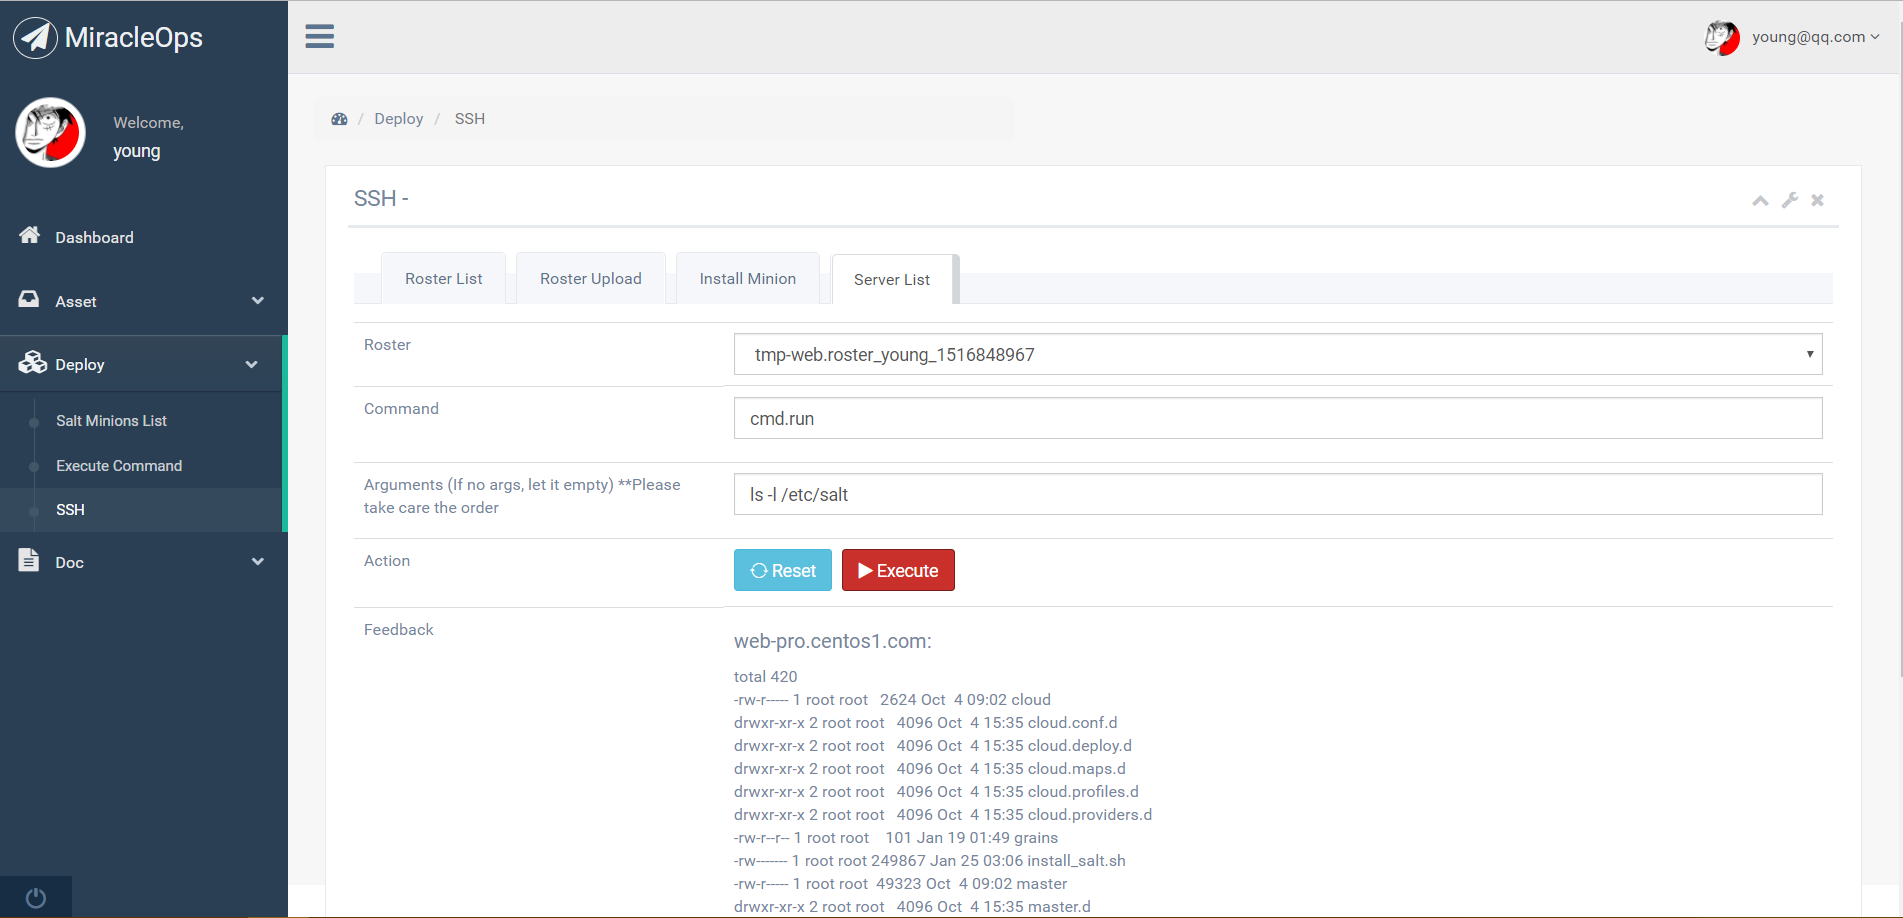 MiracleOps
young@qq.com
Welcome,
young
/ Deploy / SSH
SSH -
Dashboard
Asset
Deploy
Salt Minions List
Execute Command
SSH
Doc
Roster List
Roster Upload
Install Minion
Server List
Roster
tmp-web.roster_young_1516848967
Command
cmd.run
Arguments (If no args, let it empty) **Please
take care the order
ls -l /etc/salt
Action
Reset
Execute
Feedback
web-pro.centos1.com:
total 420
-rw-r----- 1 root root   2624 Oct  4 09:02 cloud
drwxr-xr-x 2 root root   4096 Oct  4 15:35 cloud.conf.d
drwxr-xr-x 2 root root   4096 Oct  4 15:35 cloud.deploy.d
drwxr-xr-x 2 root root   4096 Oct  4 15:35 cloud.maps.d
drwxr-xr-x 2 root root   4096 Oct  4 15:35 cloud.profiles.d
drwxr-xr-x 2 root root   4096 Oct  4 15:35 cloud.providers.d
-rw-r--r-- 1 root root    101 Jan 19 01:49 grains
-rw------- 1 root root 249867 Jan 25 03:06 install_salt.sh
-rw-r----- 1 root root  49323 Oct  4 09:02 master
drwxr-xr-x 2 root root   4096 Oct  4 15:35 master.d